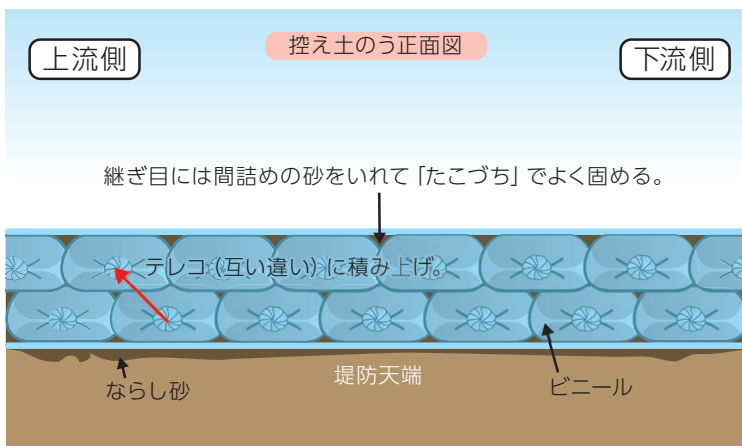 控え土のう正面図
上流側
下流側
継ぎ目には間詰めの砂をいれて「たこづち」でよく固める。
テレコ(互い違い)に積み上げ。
ならし砂
堤防天端
ビニール